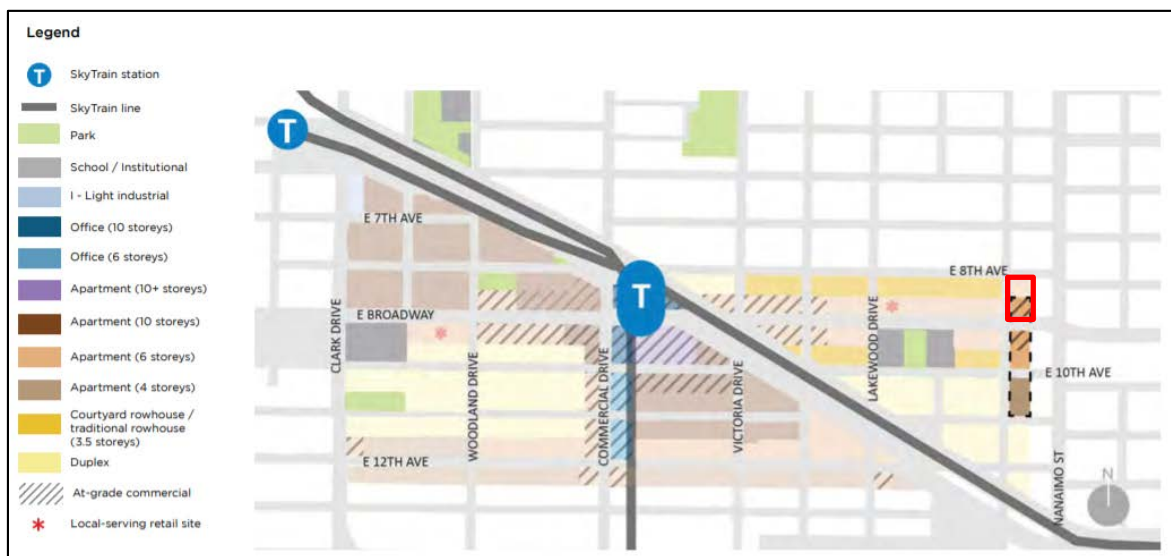 Legend
T
SkyTrain station
SkyTrain line
Park
School / Institutional
I - Light industrial
Office (10 storeys)
Office (6 storeys)
Apartment (10+ storeys)
Apartment (10 storeys)
Apartment (6 storeys)
Apartment (4 storeys)
Courtyard rowhouse /
traditional rowhouse
(3.5 storeys)
Duplex
At-grade commercial
Local-serving retail site
T
E 7TH AVE
E 8TH AVE
T
E BROADWAY
CLARK DRIVE
WOODLAND DRIVE
COMMERCIAL DRIVE
VICTORIA DRIVE
LAKEWOOD DRIVE
E 10TH AVE
E 12TH AVE
NANAIMO ST
N